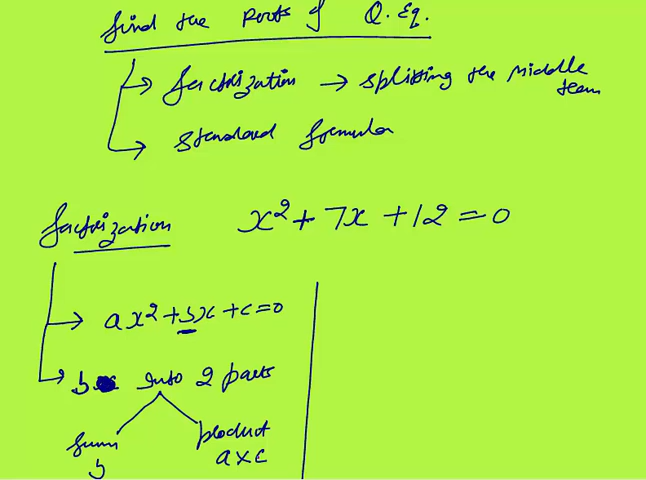 find the roots of Q. Eq.
factorization → splitting the middle
team
standard formula
factorization x² + 7x + 12 = 0
ax² + bx + c = 0
b into 2 parts
sum product
b a x c